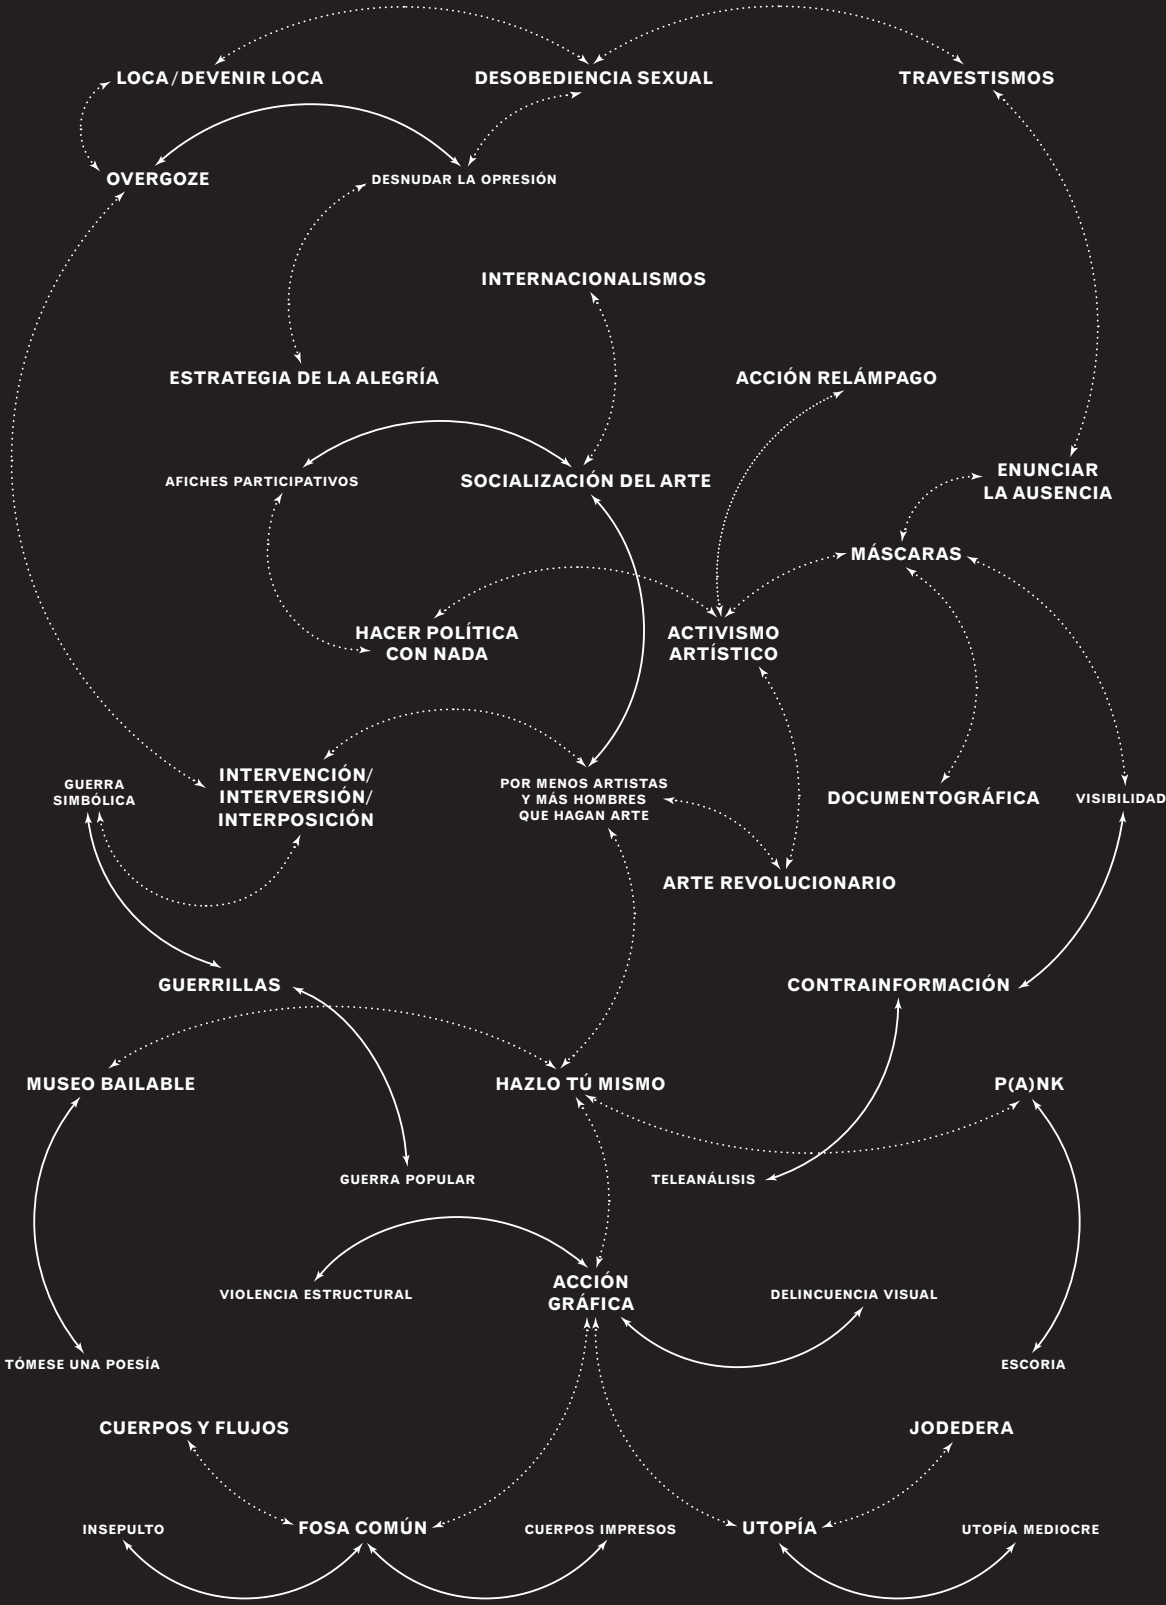 LOCA/DEVENIR LOCA
DESOBEDIENCIA SEXUAL
TRAVESTISMOS
OVERGOZE
DESNUDAR LA OPRESIÓN
INTERNACIONALISMOS
ESTRATEGIA DE LA ALEGRÍA
ACCIÓN RELÁMPAGO
AFICHES PARTICIPATIVOS
SOCIALIZACIÓN DEL ARTE
ENUNCIAR
LA AUSENCIA
MÁSCARAS
HACER POLÍTICA
CON NADA
ACTIVISMO
ARTÍSTICO
GUERRA
SIMBÓLICA
INTERVENCIÓN/
INTERVERSIÓN/
INTERPOSICIÓN
POR MENOS ARTISTAS
Y MÁS HOMBRES
QUE HAGAN ARTE
DOCUMENTOGRÁFICA
VISIBILIDAD
ARTE REVOLUCIONARIO
GUERRILLAS
CONTRAINFORMACIÓN
MUSEO BAILABLE
HAZLO TÚ MISMO
P(A)NK
GUERRA POPULAR
TELEANÁLISIS
VIOLENCIA ESTRUCTURAL
ACCIÓN
GRÁFICA
DELINCUENCIA VISUAL
TÓMESE UNA POESÍA
ESCORIA
CUERPOS Y FLUJOS
JODEDERA
INSEPULTO
FOSA COMÚN
CUERPOS IMPRESOS
UTOPÍA
UTOPÍA MEDIOCRE